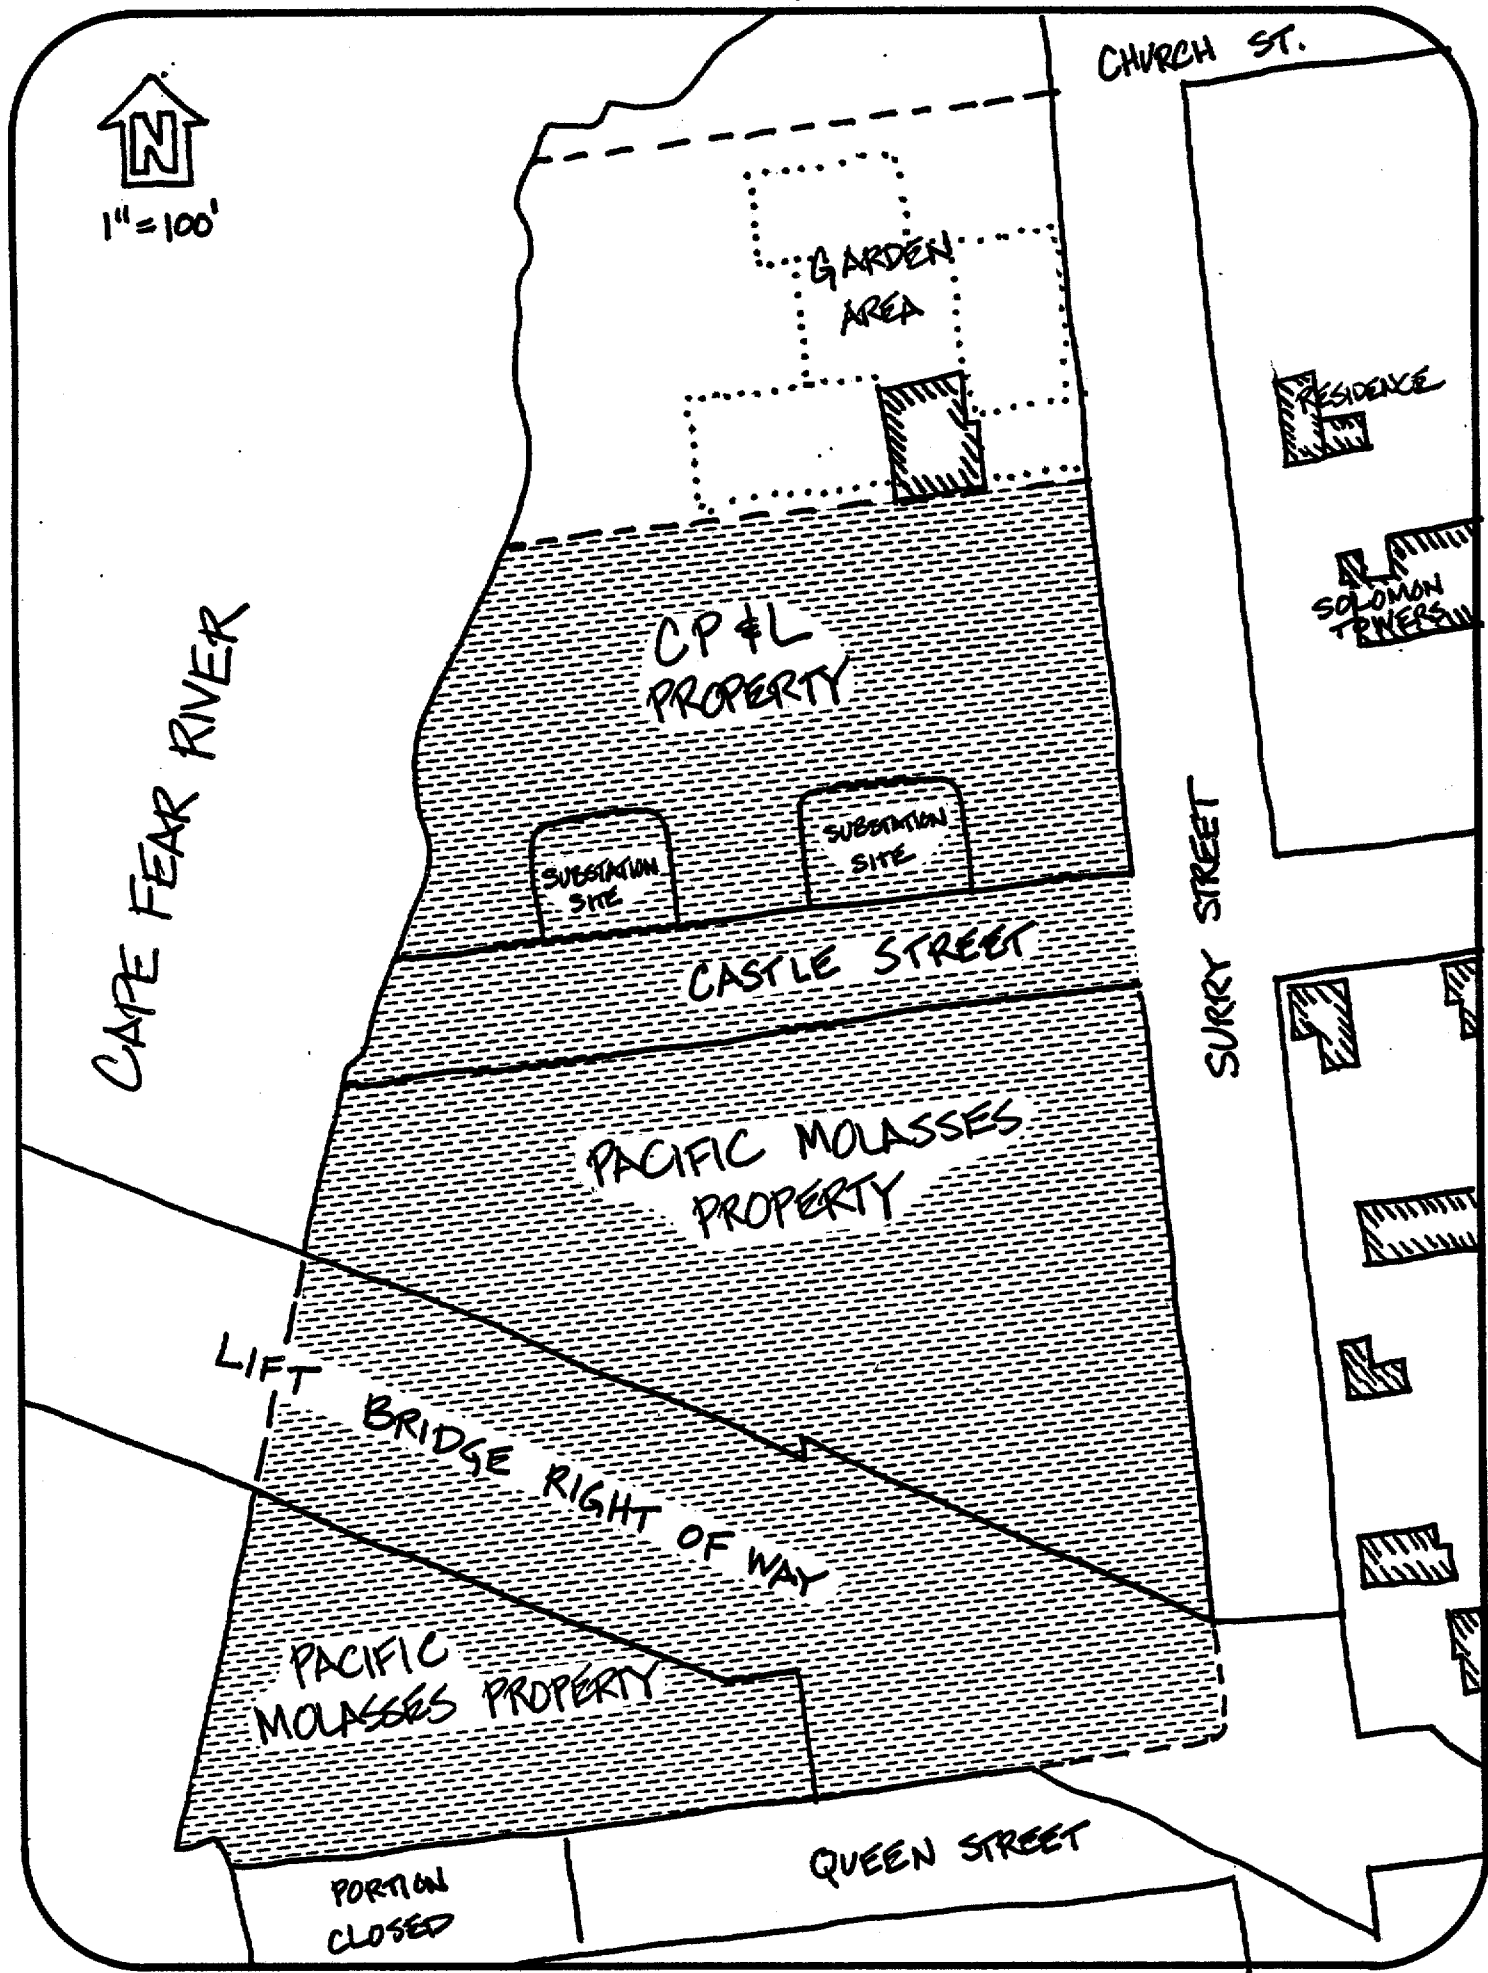 CHURCH ST.
N
1"=100'
GARDEN
AREA
RESIDENCE
SOLOMON
TOWERS
CP&L
PROPERTY
CAPE FEAR RIVER
SUBSTATION
SITE
SUBSTATION
SITE
SURRY STREET
CASTLE STREET
PACIFIC MOLASSES
PROPERTY
LIFT BRIDGE RIGHT OF WAY
PACIFIC
MOLASSES PROPERTY
QUEEN STREET
PORTION
CLOSED